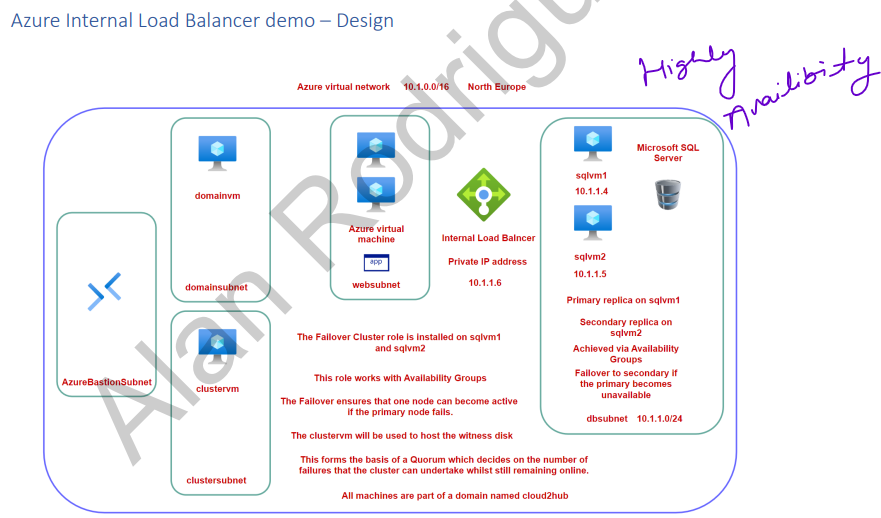 Azure Internal Load Balancer demo – Design
Highly
Availibity
Azure virtual network 10.1.0.0/16 North Europe
domainvm
domainsubnet
AzureBastionSubnet
clustervm
clustersubnet
Azure virtual
machine
app
websubnet
Internal Load Balncer
Private IP address
10.1.1.6
sqlvm1
10.1.1.4
Microsoft SQL
Server
sqlvm2
10.1.1.5
Primary replica on sqlvm1
Secondary replica on
sqlvm2
Achieved via Availability
Groups
Failover to secondary if
the primary becomes
unavailable
dbsubnet 10.1.1.0/24
The Failover Cluster role is installed on sqlvm1
and sqlvm2
This role works with Availability Groups
The Failover ensures that one node can become active
if the primary node fails.
The clustervm will be used to host the witness disk
This forms the basis of a Quorum which decides on the number of
failures that the cluster can undertake whilst still remaining online.
All machines are part of a domain named cloud2hub
Alan Rodrigu